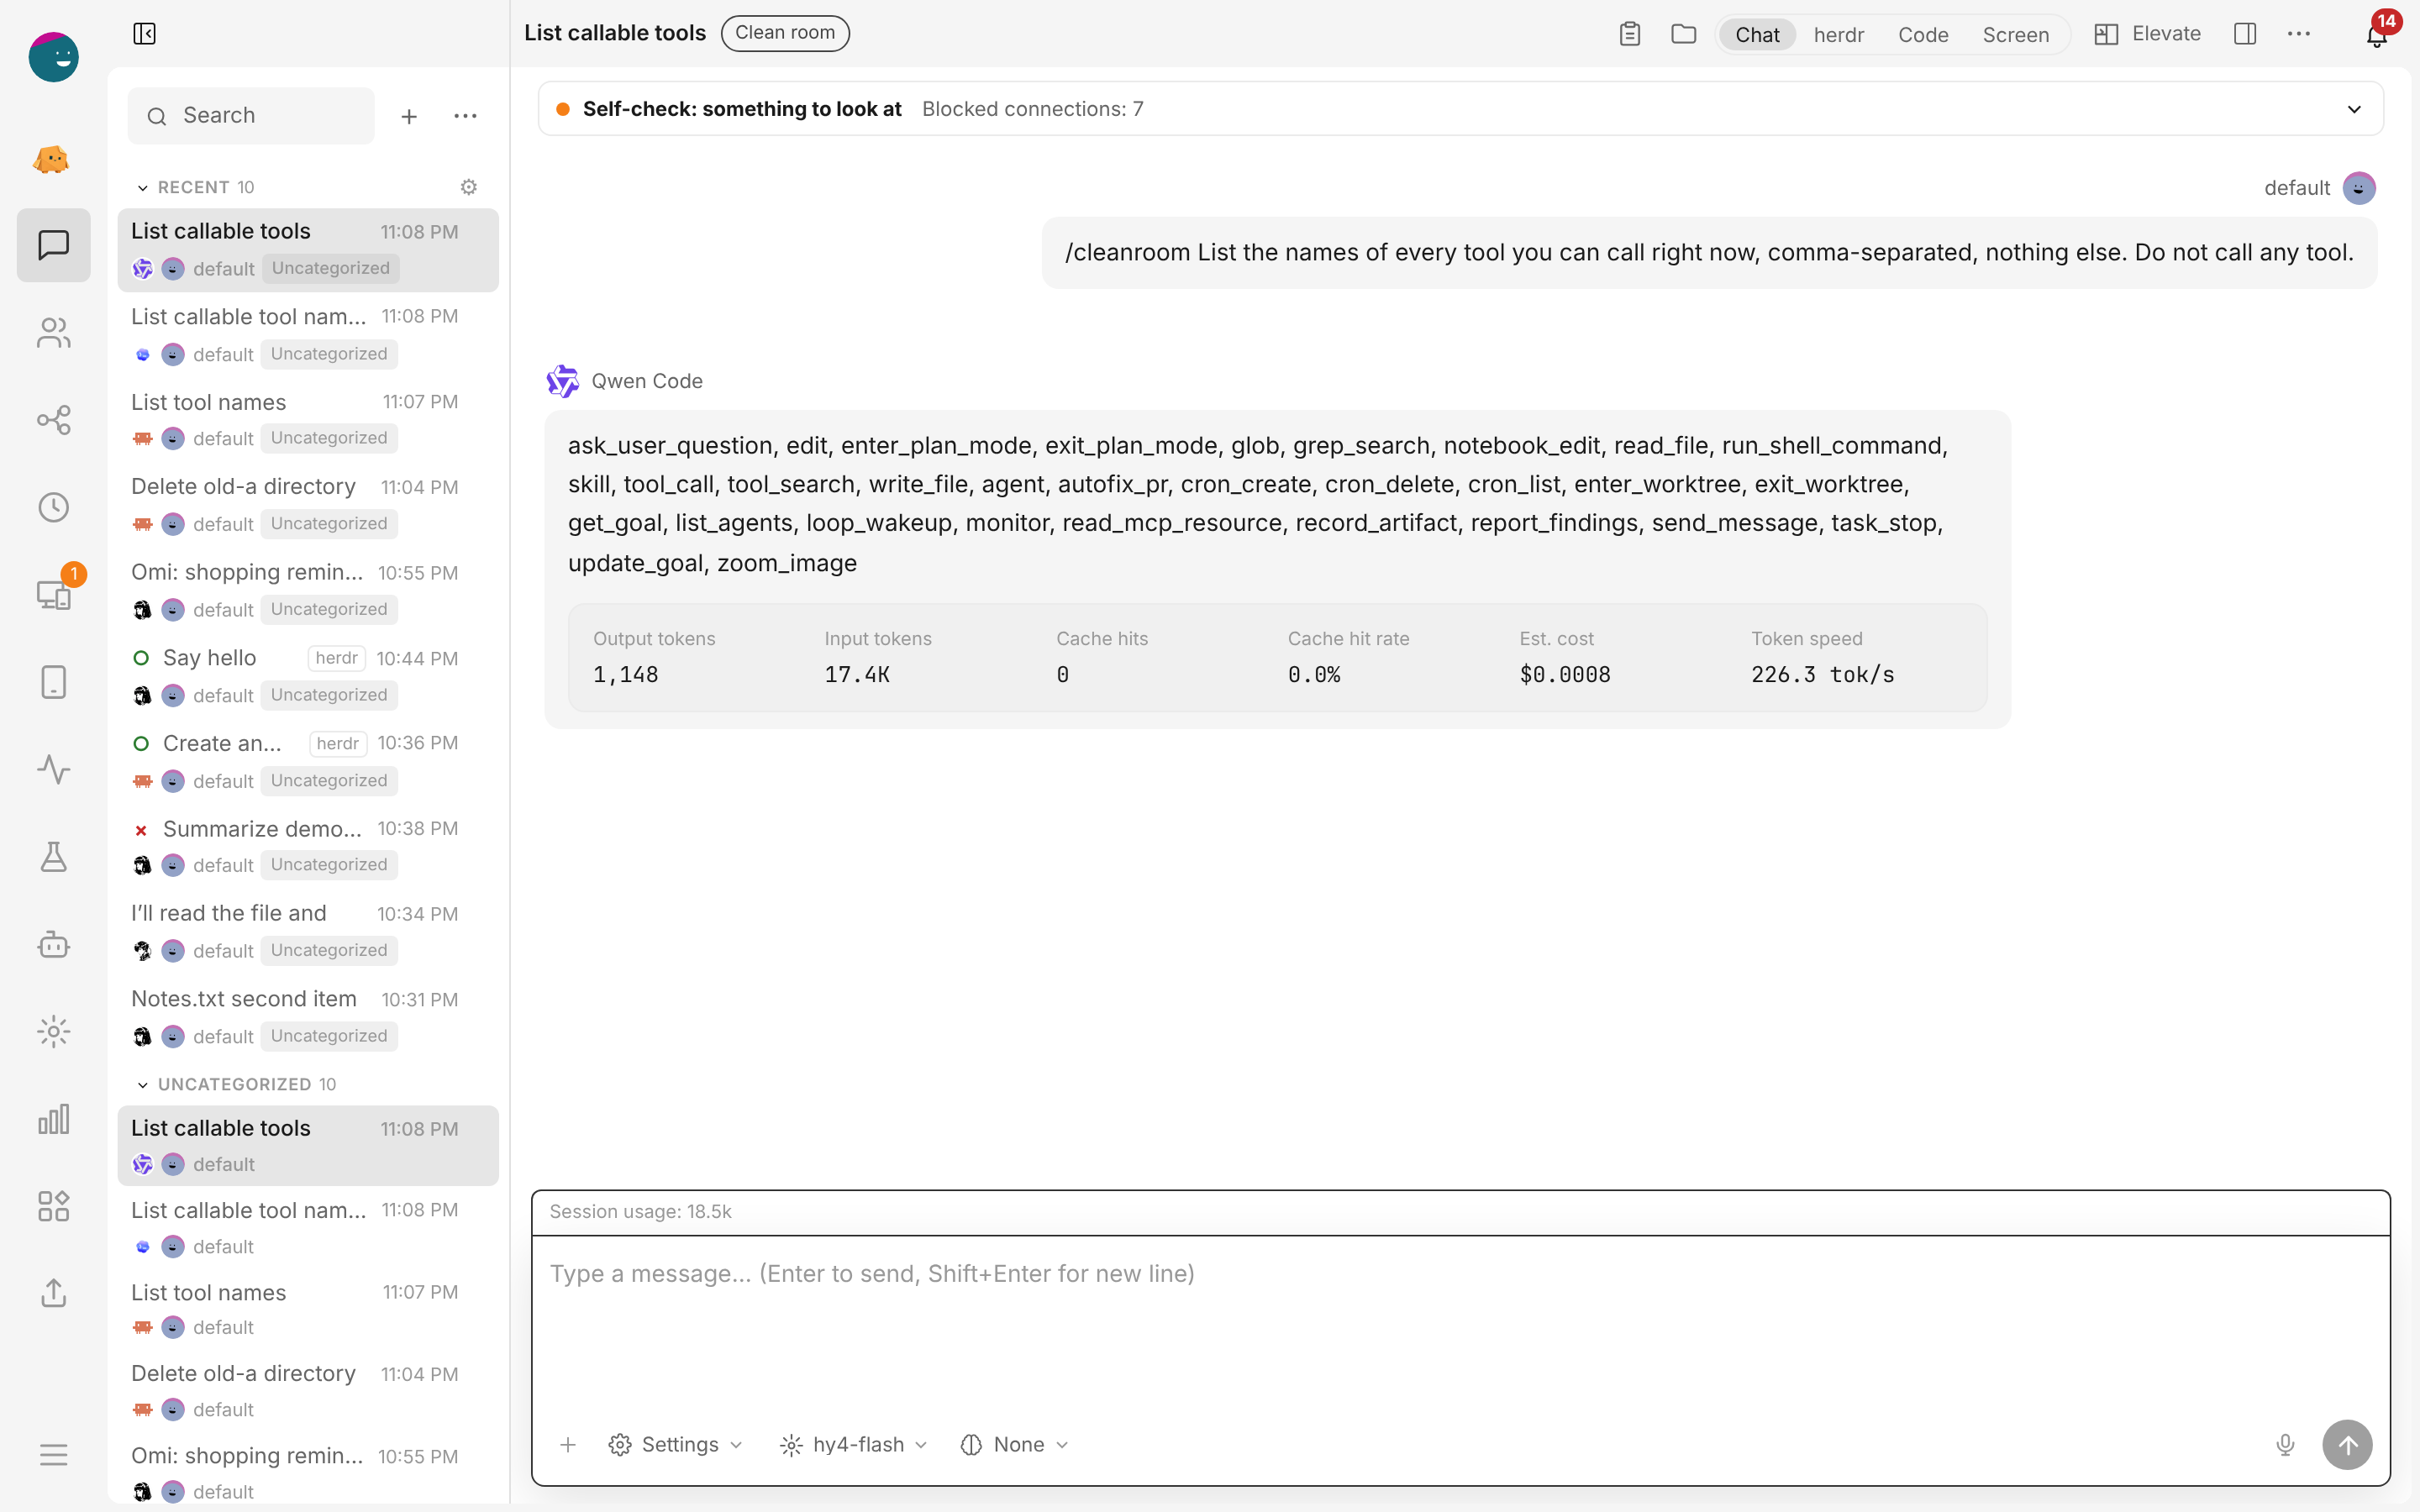 List callable tools
Clean room
Chat
herdr
Code
Screen
Elevate
14
Search
Self-check: something to look at Blocked connections: 7
RECENT 10
List callable tools 11:08 PM
default Uncategorized
List callable tool nam... 11:08 PM
default Uncategorized
List tool names 11:07 PM
default Uncategorized
Delete old-a directory 11:04 PM
default Uncategorized
1
Omi: shopping remin... 10:55 PM
default Uncategorized
Say hello herdr 10:44 PM
default Uncategorized
Create an... herdr 10:36 PM
default Uncategorized
Summarize demo... 10:38 PM
default Uncategorized
I'll read the file and 10:34 PM
default Uncategorized
Notes.txt second item 10:31 PM
default Uncategorized
UNCATEGORIZED 10
List callable tools 11:08 PM
default
List callable tool nam... 11:08 PM
default
List tool names 11:07 PM
default
Delete old-a directory 11:04 PM
default
Omi: shopping remin... 10:55 PM
default
default
/cleanroom List the names of every tool you can call right now, comma-separated, nothing else. Do not call any tool.
Qwen Code
ask_user_question, edit, enter_plan_mode, exit_plan_mode, glob, grep_search, notebook_edit, read_file, run_shell_command,
skill, tool_call, tool_search, write_file, agent, autofix_pr, cron_create, cron_delete, cron_list, enter_worktree, exit_worktree,
get_goal, list_agents, loop_wakeup, monitor, read_mcp_resource, record_artifact, report_findings, send_message, task_stop,
update_goal, zoom_image
Output tokens Input tokens Cache hits Cache hit rate Est. cost Token speed
1,148 17.4K 0 0.0% $0.0008 226.3 tok/s
Session usage: 18.5k
Type a message... (Enter to send, Shift+Enter for new line)
Settings
hy4-flash
None